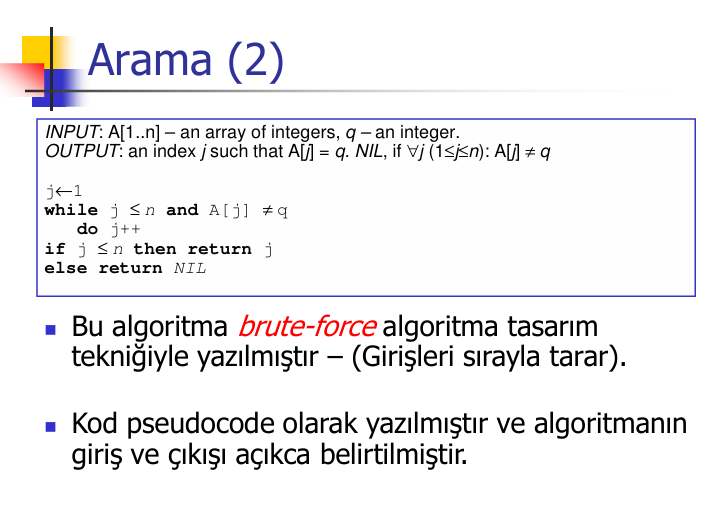 Arama (2)
INPUT: A[1..n] – an array of integers, q – an integer.
OUTPUT: an index j such that A[j] = q. NIL, if ∀j (1≤j≤n): A[j] ≠ q
j←1
while j ≤ n and A[j] ≠ q
do j++
if j ≤ n then return j
else return NIL
Bu algoritma brute-force algoritma tasarım
tekniğiyle yazılmıştır – (Girişleri sırayla tarar).
Kod pseudocode olarak yazılmıştır ve algoritmanın
giriş ve çıkışı açıkca belirtilmiştir.